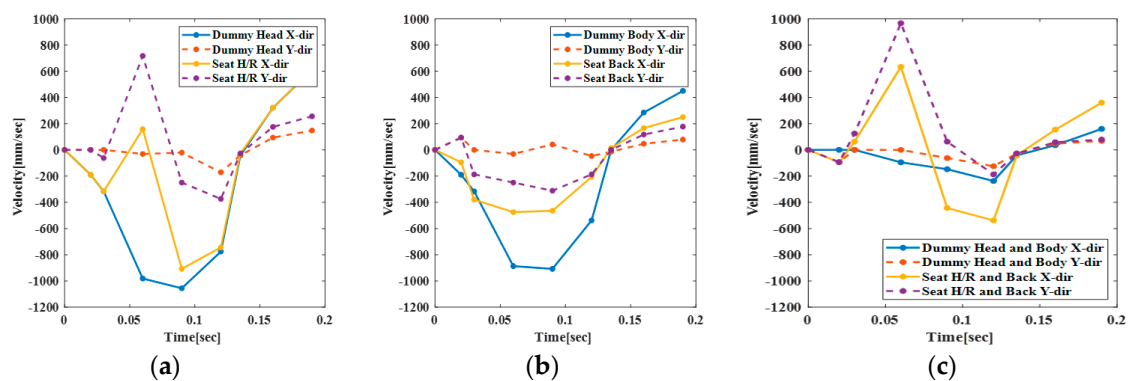 1000
800
600
400
200
0
-200
-400
-600
-800
-1000
-1200
Velocity[mm/sec]
0 0.05 0.1 0.15 0.2
Time[sec]
Dummy Head X-dir
Dummy Head Y-dir
Seat H/R X-dir
Seat H/R Y-dir
(a)
1000
800
600
400
200
0
-200
-400
-600
-800
-1000
-1200
Velocity[mm/sec]
0 0.05 0.1 0.15 0.2
Time[sec]
Dummy Body X-dir
Dummy Body Y-dir
Seat Back X-dir
Seat Back Y-dir
(b)
1000
800
600
400
200
0
-200
-400
-600
-800
-1000
-1200
Velocity[mm/sec]
0 0.05 0.1 0.15 0.2
Time[sec]
Dummy Head and Body X-dir
Dummy Head and Body Y-dir
Seat H/R and Back X-dir
Seat H/R and Back Y-dir
(c)